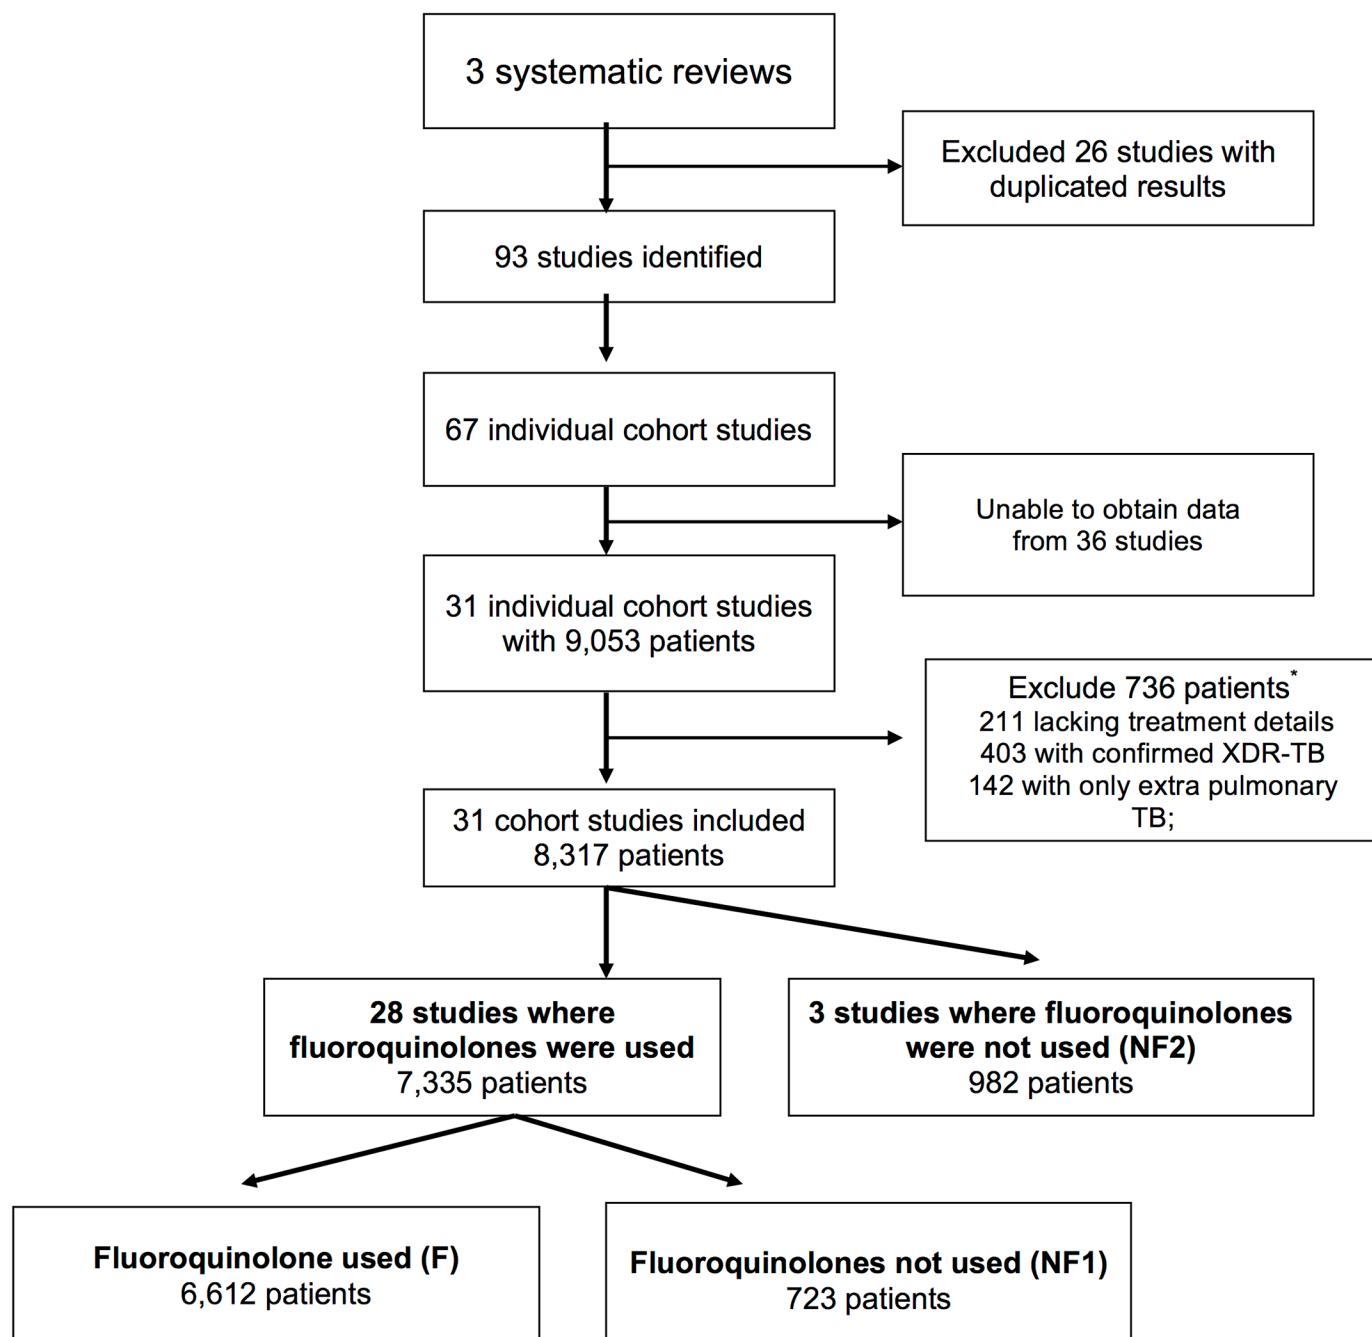 3 systematic reviews
Excluded 26 studies with
duplicated results
93 studies identified
67 individual cohort studies
Unable to obtain data
from 36 studies
31 individual cohort studies
with 9,053 patients
Exclude 736 patients*
211 lacking treatment details
403 with confirmed XDR-TB
142 with only extra pulmonary
TB;
31 cohort studies included
8,317 patients
28 studies where
fluoroquinolones were used
7,335 patients
3 studies where fluoroquinolones
were not used (NF2)
982 patients
Fluoroquinolone used (F)
6,612 patients
Fluoroquinolones not used (NF1)
723 patients